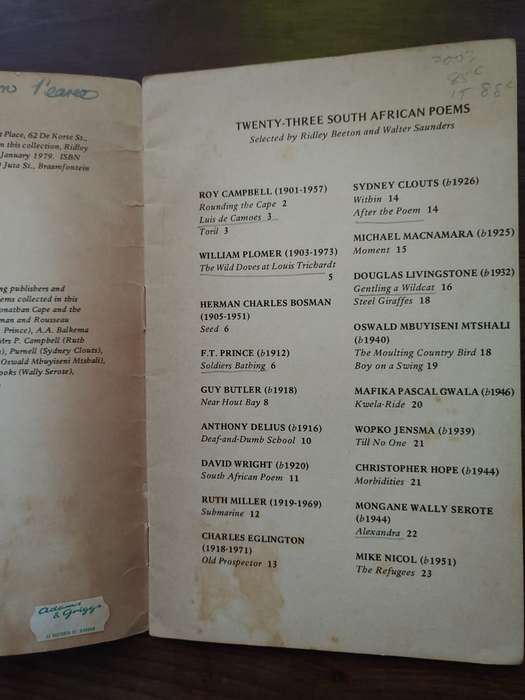 Place, 62 De Korte St.,
in this collection, Ridley
January 1979. ISBN
Juta St., Braamfontein
ng publishers and
ems collected in this
onathan Cape and the
man and Rousseau
Prince), A.A. Balkema
Mrs P. Campbell (Ruth
), Purnell (Sydney Clouts),
Oswald Mbuyiseni Mtshali),
ooks (Wally Serote),
Adams
& Griggs
TWENTY-THREE SOUTH AFRICAN POEMS
Selected by Ridley Beeton and Walter Saunders
ROY CAMPBELL (1901-1957)
Rounding the Cape 2
Luis de Camoes 3
Toril 3
WILLIAM PLOMER (1903-1973)
The Wild Doves at Louis Trichardt
5
HERMAN CHARLES BOSMAN
(1905-1951)
Seed 6
F.T. PRINCE (b1912)
Soldiers Bathing 6
GUY BUTLER (b1918)
Near Hout Bay 8
ANTHONY DELIUS (b1916)
Deaf-and-Dumb School 10
DAVID WRIGHT (b1920)
South African Poem 11
RUTH MILLER (1919-1969)
Submarine 12
CHARLES EGLINGTON
(1918-1971)
Old Prospector 13
SYDNEY CLOUTS (b1926)
Within 14
After the Poem 14
MICHAEL MACNAMARA (b1925)
Moment 15
DOUGLAS LIVINGSTONE (b1932)
Gentling a Wildcat 16
Steel Giraffes 18
OSWALD MBUYISENI MTSHALI
(b1940)
The Moulting Country Bird 18
Boy on a Swing 19
MAFIKA PASCAL GWALA (b1946)
Kwela-Ride 20
WOPKO JENSMA (b1939)
Till No One 21
CHRISTOPHER HOPE (b1944)
Morbidities 21
MONGANE WALLY SEROTE
(b1944)
Alexandra 22
MIKE NICOL (b1951)
The Refugees 23